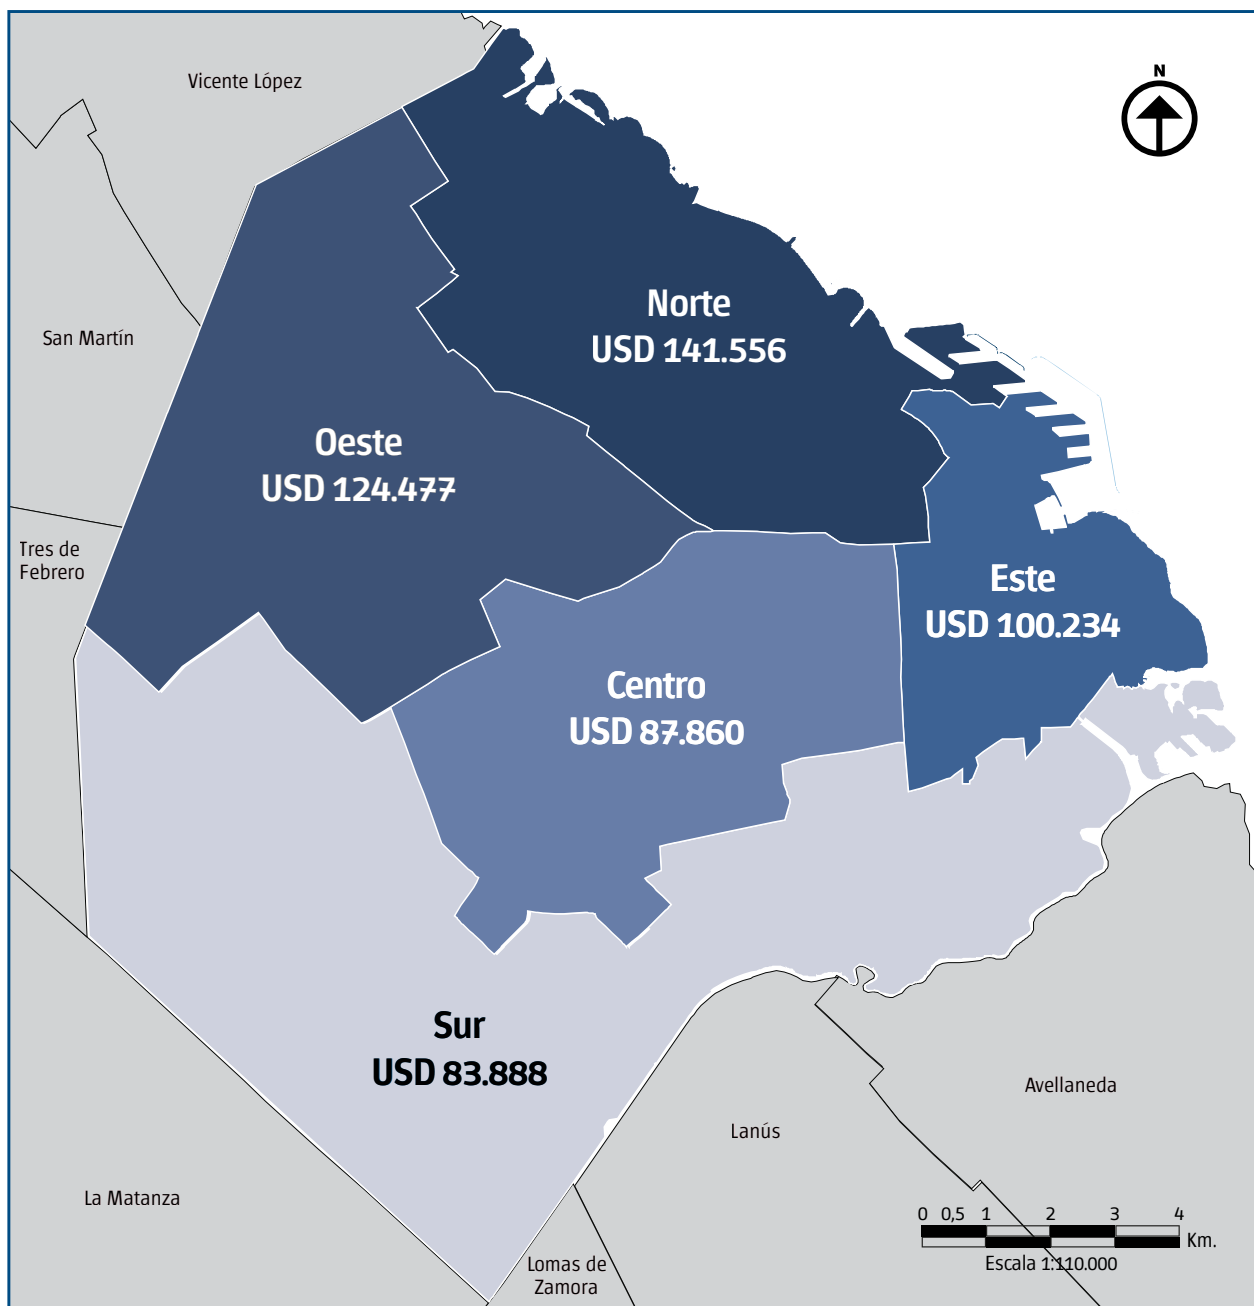 N
Vicente López
Norte
USD 141.556
San Martín
Oeste
USD 124.477
Tres de
Febrero
Este
USD 100.234
Centro
USD 87.860
Sur
USD 83.888
Avellaneda
Lanús
La Matanza
0 0,5 1 2 3 4
Km.
Escala 1:110.000
Lomas de
Zamora